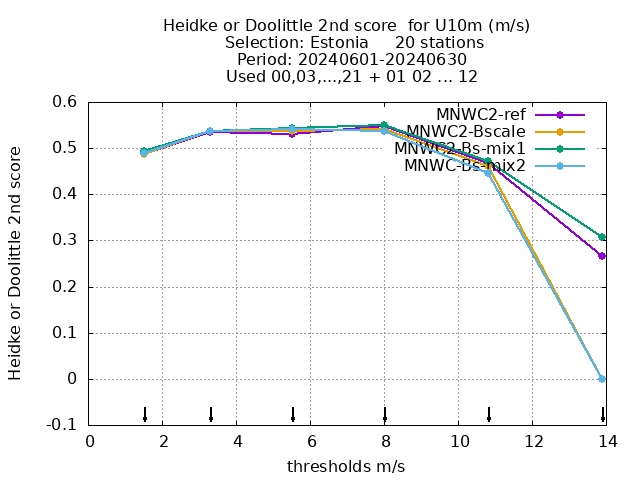 Heidke or Doolittle 2nd score  for U10m (m/s)
Selection: Estonia     20 stations
Period: 20240601-20240630
Used 00,03,...,21 + 01 02 ... 12
MNWC2-ref
MNWC2-Bscale
MNWC2-Bs-mix1
MNWC-Bs-mix2
Heidke or Doolittle 2nd score
0.6
0.5
0.4
0.3
0.2
0.1
0
-0.1
0 2 4 6 8 10 12 14
thresholds m/s